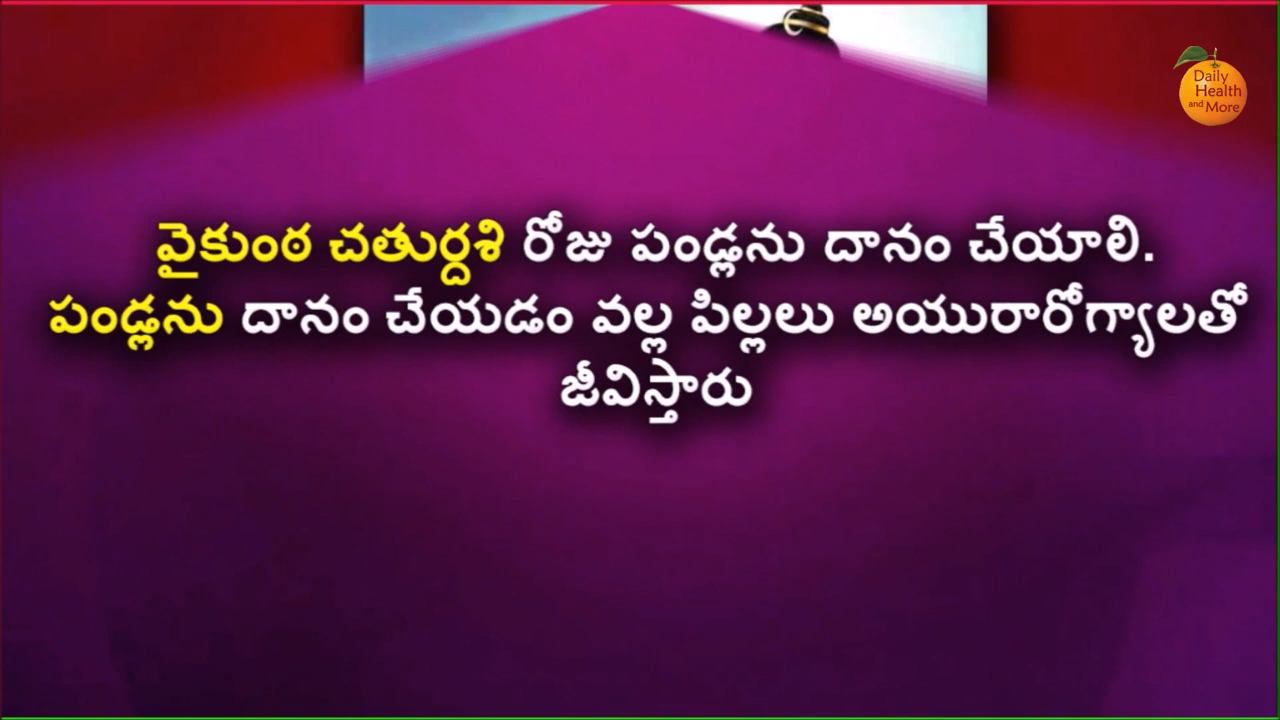 Daily
Health
and More
వైకుంఠ చతుర్దశి రోజు పండ్లను దానం చేయాలి.
పండ్లను దానం చేయడం వల్ల పిల్లలు అయురారోగ్యాలతో
జీవిస్తారు